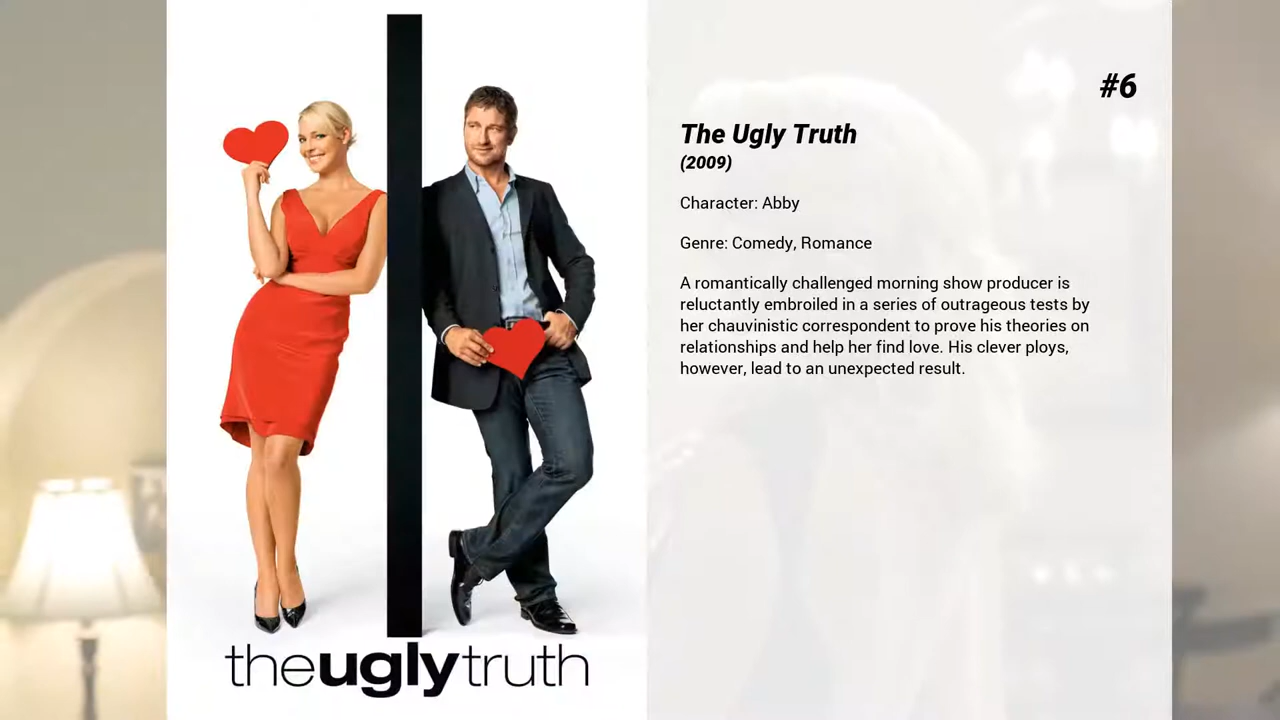 #6
The Ugly Truth
(2009)
Character: Abby
Genre: Comedy, Romance
A romantically challenged morning show producer is
reluctantly embroiled in a series of outrageous tests by
her chauvinistic correspondent to prove his theories on
relationships and help her find love. His clever ploys,
however, lead to an unexpected result.
theuglytruth